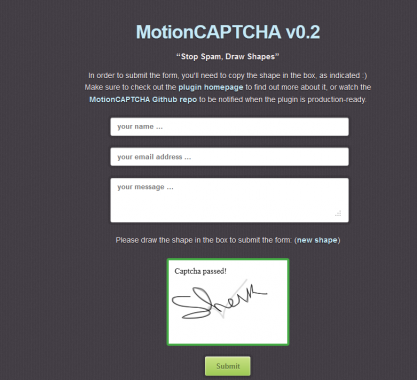 MotionCAPTCHA v0.2
“Stop Spam, Draw Shapes”
In order to submit the form, you'll need to copy the shape in the box, as indicated :)
Make sure to check out the plugin homepage to find out more about it, or watch the
MotionCAPTCHA Github repo to be notified when the plugin is production-ready.
your name ...
your email address ...
your message ...
Please draw the shape in the box to submit the form: (new shape)
Captcha passed!
Submit